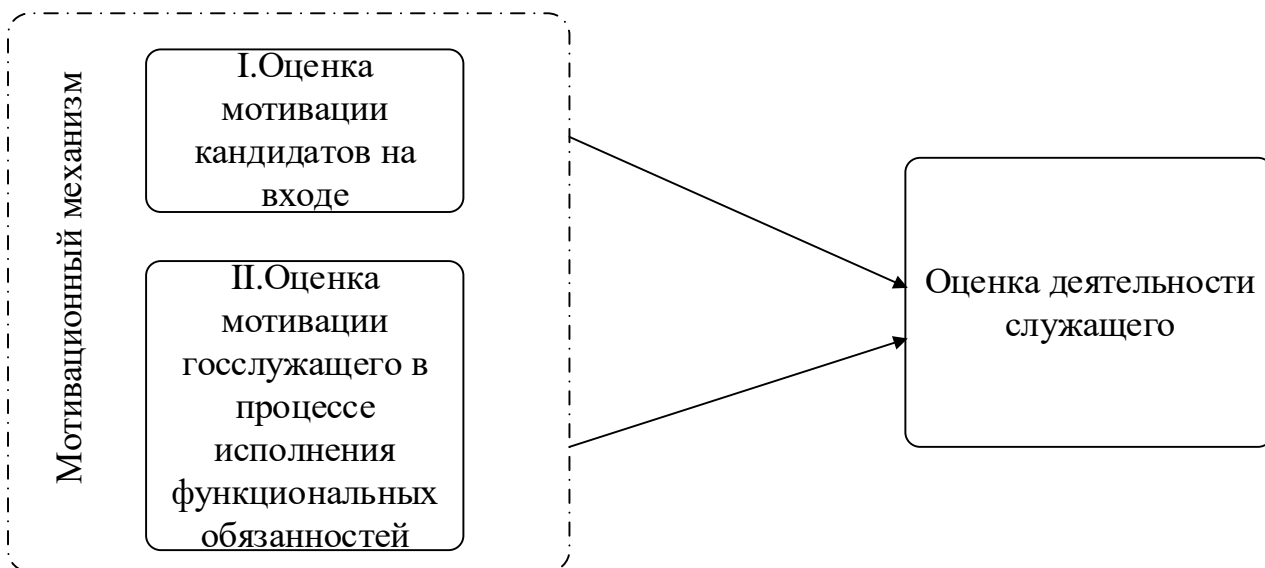 Мотивационный механизм
I.Оценка
мотивации
кандидатов на
входе
II.Оценка
мотивации
госслужащего в
процессе
исполнения
функциональных
обязанностей
Оценка деятельности
служащего